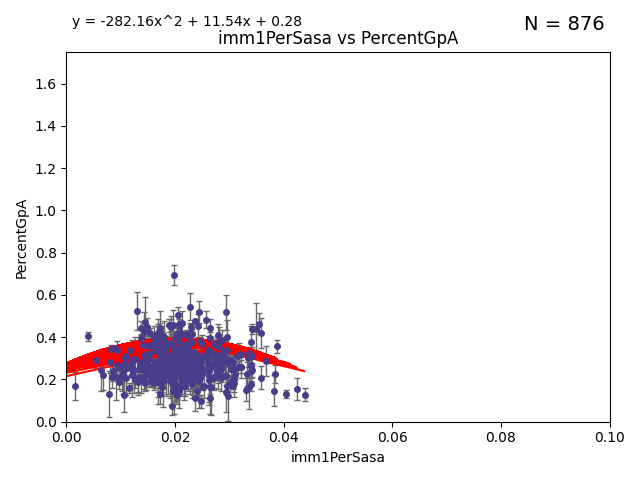 y = -282.16x^2 + 11.54x + 0.28
N = 876
imm1PerSasa vs PercentGpA
PercentGpA
1.6
1.4
1.2
1.0
0.8
0.6
0.4
0.2
0.0
0.00 0.02 0.04 0.06 0.08 0.10
imm1PerSasa